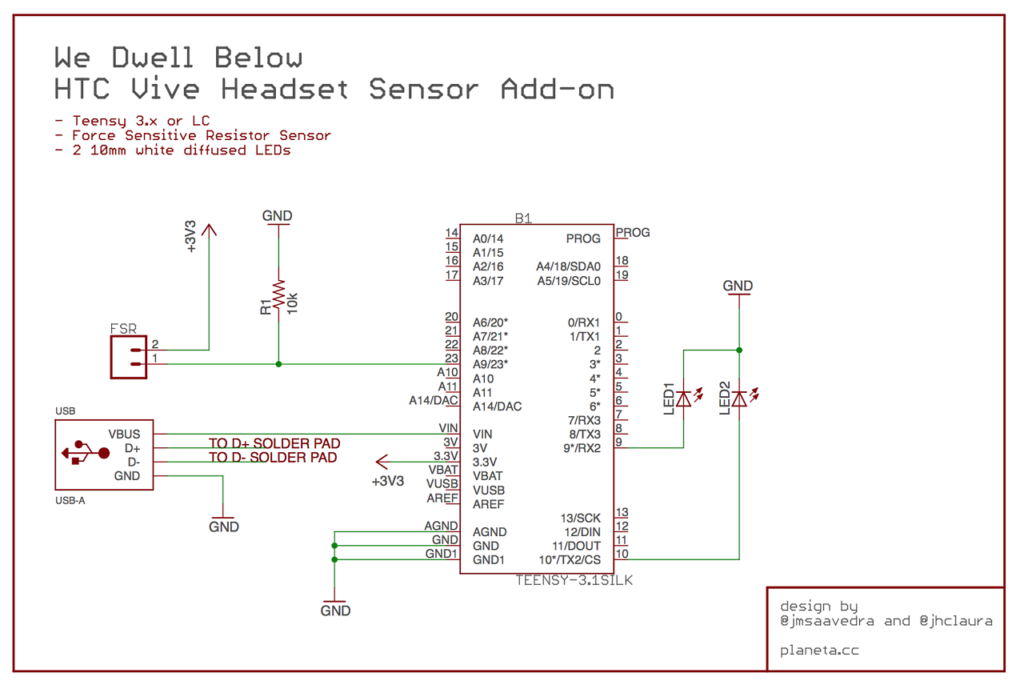 We Dwell Below
HTC Vive Headset Sensor Add-on
- Teensy 3.x or LC
- Force Sensitive Resistor Sensor
- 2 10mm white diffused LEDs
+3V3
GND
R1
10k
FSR
2
1
USB
VBUS
D+
D-
GND
USB-A
TO D+ SOLDER PAD
TO D- SOLDER PAD
GND
+3V3
GND
B1
14 A0/14
15 A1/15
16 A2/16
17 A3/17
20 A6/20*
21 A7/21*
22 A8/22*
23 A9/23*
A10 A10
A11 A11
A14/DAC A14/DAC
VIN VIN
3V 3V
3.3V 3.3V
VBAT VBAT
VUSB VUSB
AREF AREF
AGND AGND
GND GND
GND1 GND1
PROG PROG
A4/18/SDA0 18
A5/19/SCL0 19
0/RX1 0
1/TX1 1
2 2
3* 3
4* 4
5* 5
6* 6
7/RX3 7
8/TX3 8
9*/RX2 9
13/SCK 13
12/DIN 12
11/DOUT 11
10*/TX2/CS 10
TEENSY-3.1SILK
GND
LED1
LED2
design by
@jmsaavedra and @jhclaura
planeta.cc